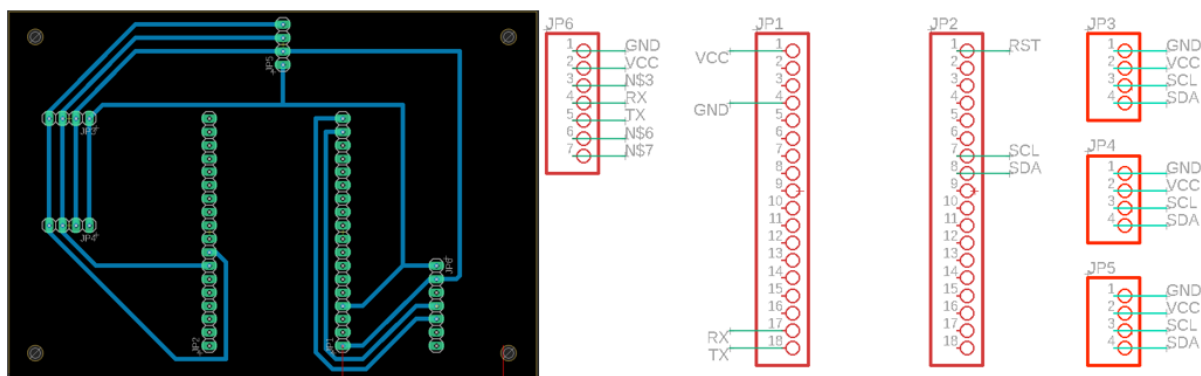 JP5
JP3
JP4
JP2
JP1
JP6
JP6
1 GND
2 VCC
3 N$3
4 RX
5 TX
6 N$6
7 N$7
JP1
VCC 1
2
3
GND 4
5
6
7
8
9
10
11
12
13
14
15
16
RX 17
TX 18
JP2
1 RST
2
3
4
5
6
7 SCL
8 SDA
9
10
11
12
13
14
15
16
17
18
JP3
1 GND
2 VCC
3 SCL
4 SDA
JP4
1 GND
2 VCC
3 SCL
4 SDA
JP5
1 GND
2 VCC
3 SCL
4 SDA